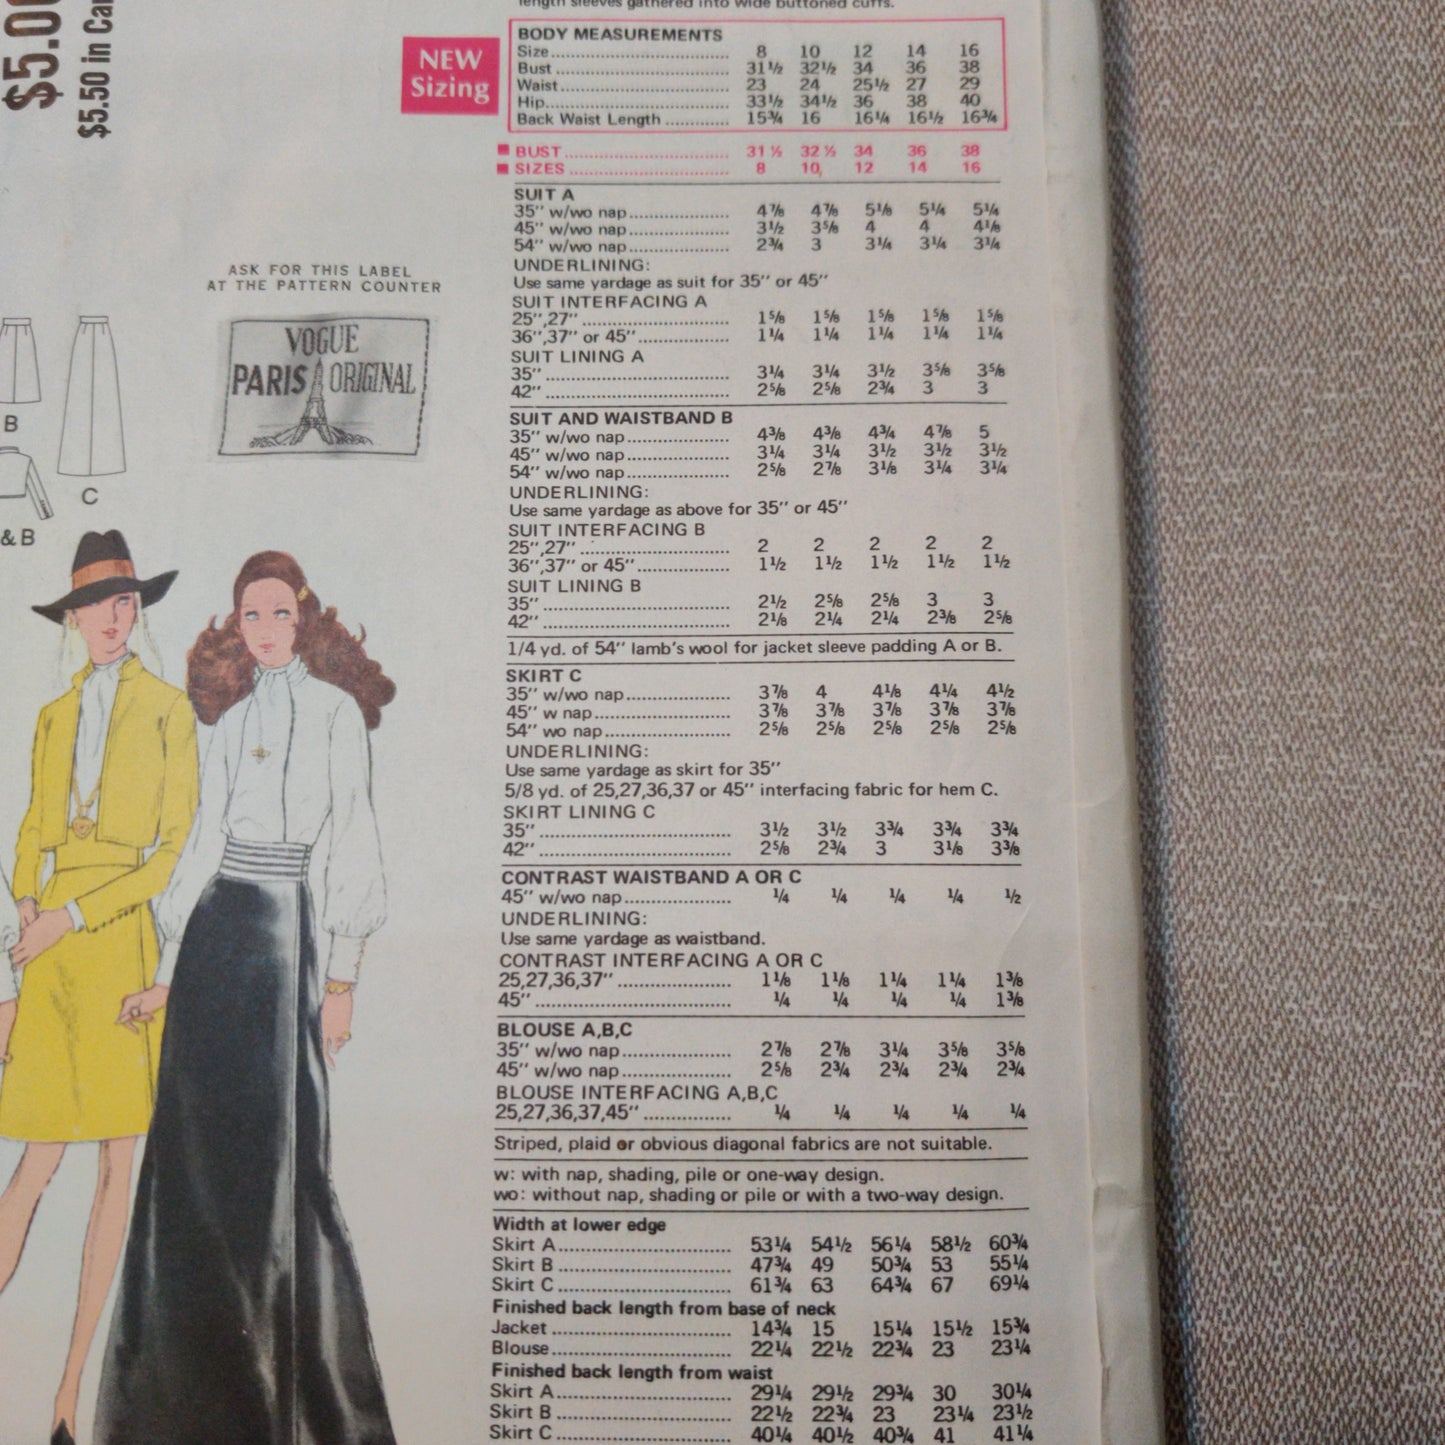 length sleeves gathered into wide buttoned cuffs.
$5.00
$5.50 in Can
NEW
Sizing
BODY MEASUREMENTS
Size 8 10 12 14 16
Bust 31½ 32½ 34 36 38
Waist 23 24 25½ 27 29
Hip 33½ 34½ 36 38 40
Back Waist Length 15¾ 16 16¼ 16½ 16¾
BUST 31 ½ 32 ½ 34 36 38
SIZES 8 10 12 14 16
SUIT A
35" w/wo nap 4⅞ 4⅞ 5⅛ 5¼ 5¼
45" w/wo nap 3½ 3⅝ 4 4 4⅛
54" w/wo nap 2¾ 3 3¼ 3¼ 3¼
UNDERLINING:
Use same yardage as suit for 35" or 45"
SUIT INTERFACING A
25",27" 1⅝ 1⅝ 1⅝ 1⅝ 1⅝
36",37" or 45" 1¼ 1¼ 1¼ 1¼ 1¼
SUIT LINING A
35" 3¼ 3¼ 3½ 3⅝ 3⅝
42" 2⅝ 2⅝ 2¾ 3 3
SUIT AND WAISTBAND B
35" w/wo nap 4⅜ 4⅜ 4¾ 4⅞ 5
45" w/wo nap 3¼ 3¼ 3½ 3½ 3½
54" w/wo nap 2⅝ 2⅞ 3⅛ 3¼ 3¼
UNDERLINING:
Use same yardage as above for 35" or 45"
SUIT INTERFACING B
25",27" 2 2 2 2 2
36",37" or 45" 1½ 1½ 1½ 1½ 1½
SUIT LINING B
35" 2½ 2⅝ 2⅝ 3 3
42" 2⅛ 2¼ 2¼ 2⅜ 2⅝
1/4 yd. of 54" lamb's wool for jacket sleeve padding A or B.
SKIRT C
35" w/wo nap 3⅞ 4 4⅛ 4¼ 4½
45" w nap 3⅞ 3⅞ 3⅞ 3⅞ 3⅞
54" wo nap 2⅝ 2⅝ 2⅝ 2⅝ 2⅝
UNDERLINING:
Use same yardage as skirt for 35"
5/8 yd. of 25,27,36,37 or 45" interfacing fabric for hem C.
SKIRT LINING C
35" 3½ 3½ 3¾ 3¾ 3¾
42" 2⅝ 2¾ 3 3⅛ 3⅜
CONTRAST WAISTBAND A OR C
45" w/wo nap ¼ ¼ ¼ ¼ ½
UNDERLINING:
Use same yardage as waistband.
CONTRAST INTERFACING A OR C
25,27,36,37" 1⅛ 1⅛ 1¼ 1¼ 1⅜
45" ¼ ¼ ¼ ¼ 1⅜
BLOUSE A,B,C
35" w/wo nap 2⅞ 2⅞ 3¼ 3⅝ 3⅝
45" w/wo nap 2⅝ 2¾ 2¾ 2¾ 2¾
BLOUSE INTERFACING A,B,C
25,27,36,37,45" ¼ ¼ ¼ ¼ ¼
Striped, plaid or obvious diagonal fabrics are not suitable.
w: with nap, shading, pile or one-way design.
wo: without nap, shading or pile or with a two-way design.
Width at lower edge
Skirt A 53¼ 54½ 56¼ 58½ 60¾
Skirt B 47¾ 49 50¾ 53 55¼
Skirt C 61¾ 63 64¾ 67 69¼
Finished back length from base of neck
Jacket 14¾ 15 15¼ 15½ 15¾
Blouse 22¼ 22½ 22¾ 23 23¼
Finished back length from waist
Skirt A 29¼ 29½ 29¾ 30 30¼
Skirt B 22½ 22¾ 23 23¼ 23½
Skirt C 40¼ 40½ 40¾ 41 41¼
ASK FOR THIS LABEL
AT THE PATTERN COUNTER
VOGUE
PARIS ORIGINAL
B
C
& B